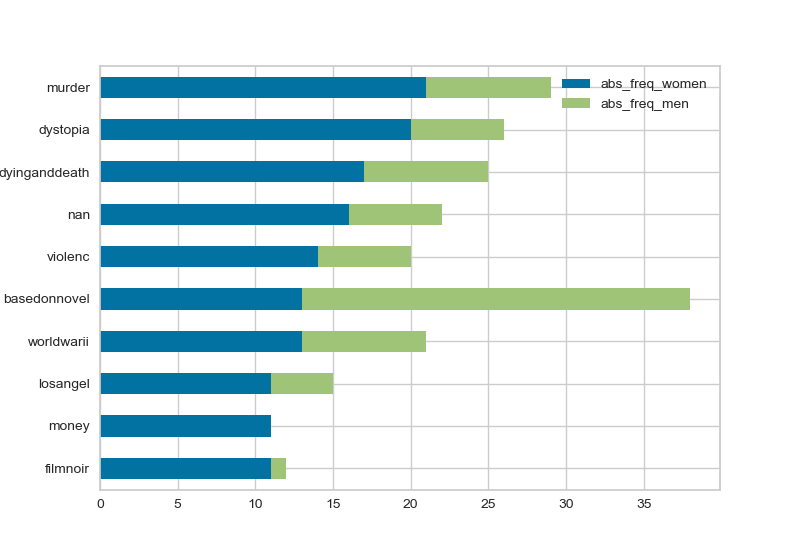 murder
abs_freq_women
abs_freq_men
dystopia
dyinganddeath
nan
violenc
basedonnovel
worldwarii
losangel
money
filmnoir
0 5 10 15 20 25 30 35